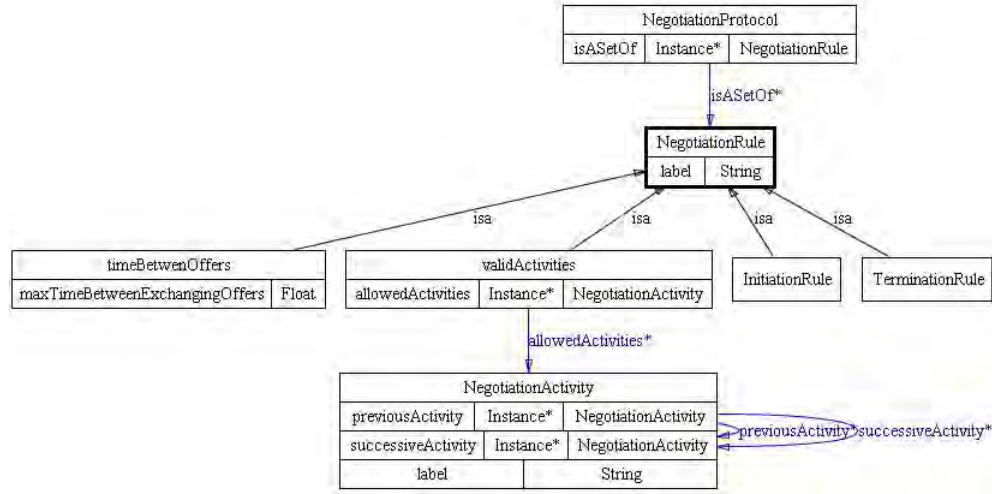 NegotiationProtocol
isASetOf Instance* NegotiationRule
isASetOf*
NegotiationRule
label String
isa isa isa isa
timeBetwenOffers
maxTimeBetweenExchangingOffers Float
validActivities
allowedActivities Instance* NegotiationActivity
InitiationRule
TerminationRule
allowedActivities*
NegotiationActivity
previousActivity Instance* NegotiationActivity
successiveActivity Instance* NegotiationActivity
label String
previousActivity* successiveActivity*